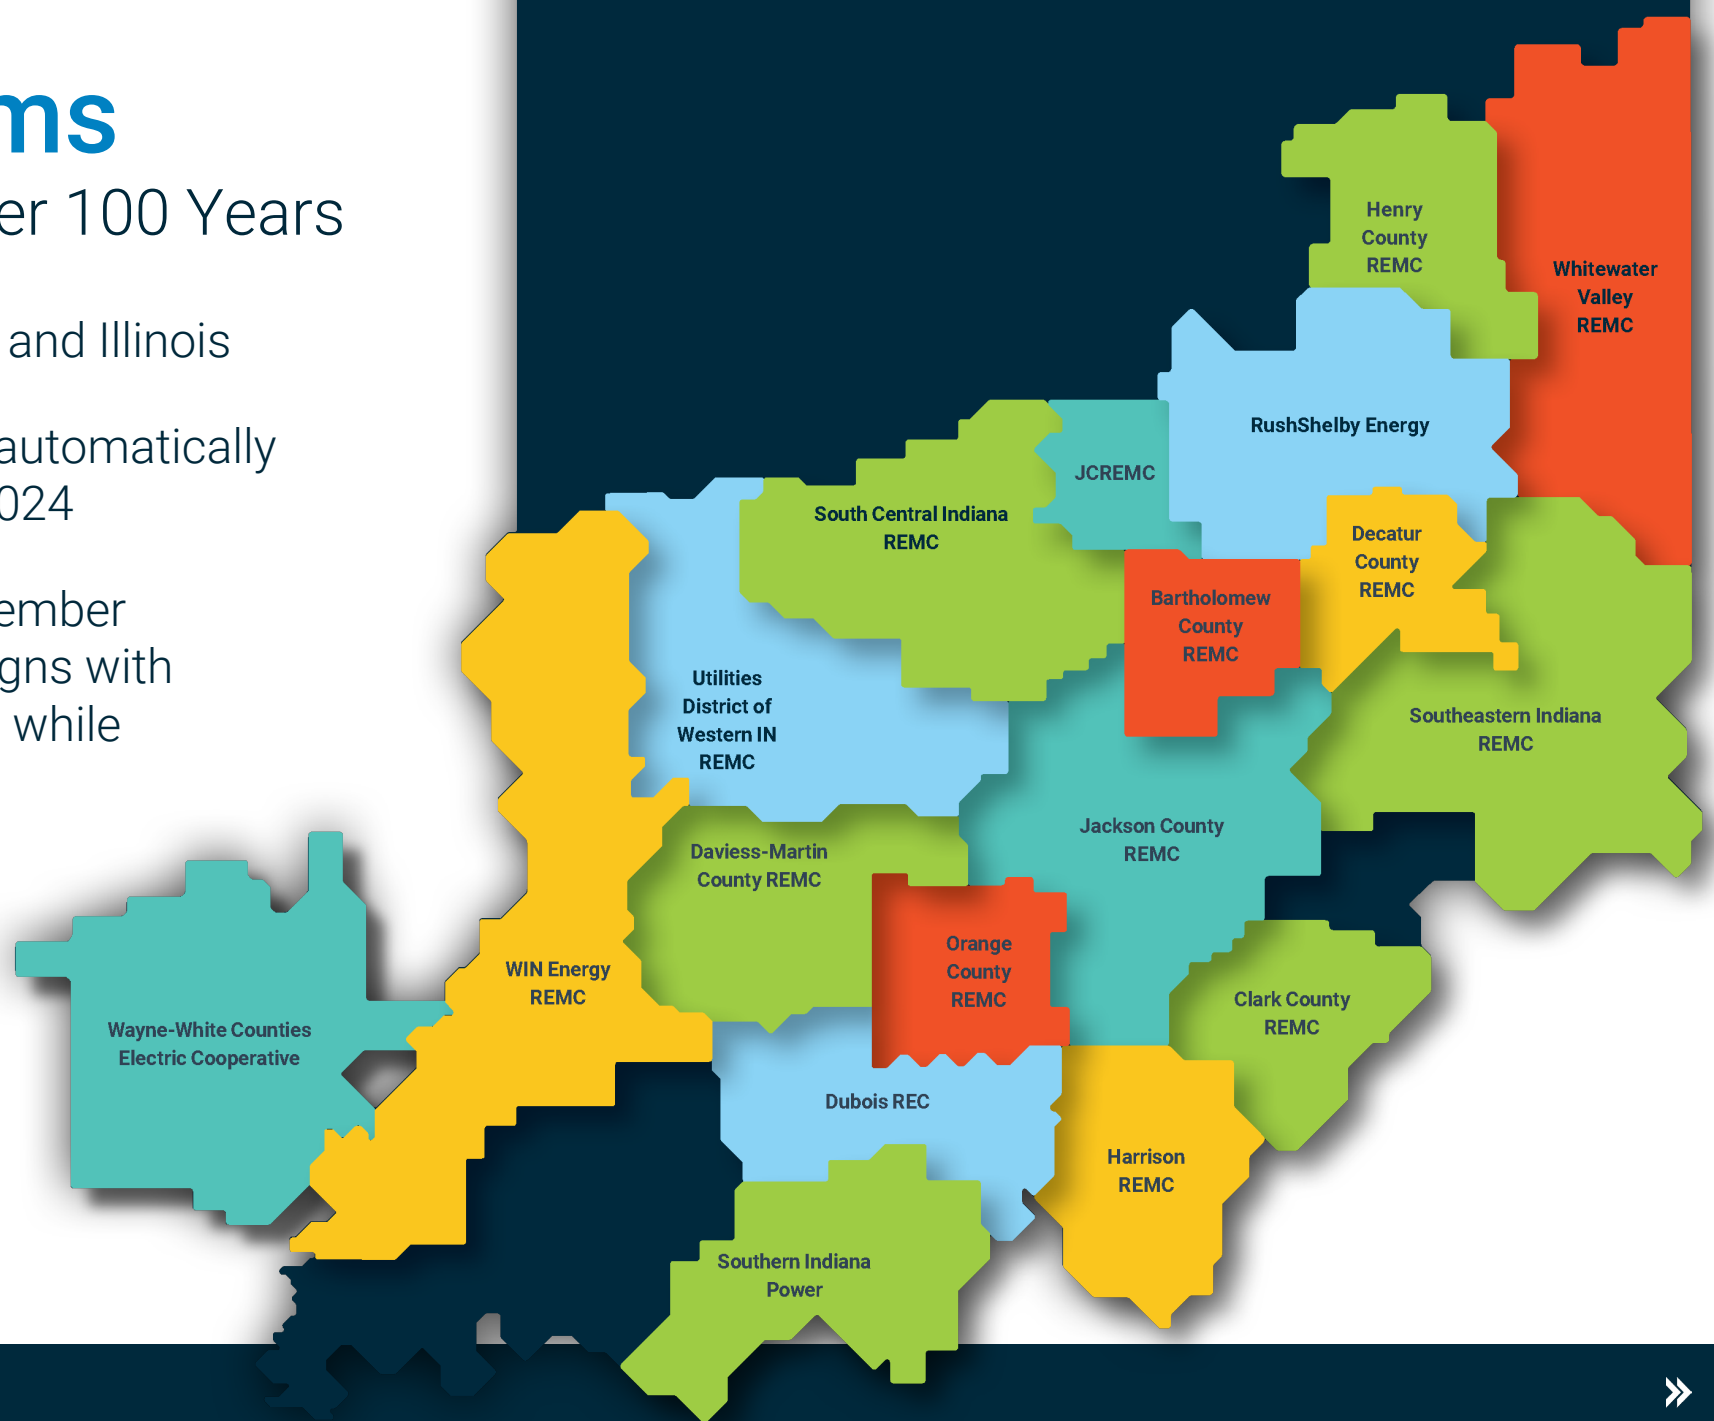 ms
er 100 Years
and Illinois
automatically
024
ember
gns with
while
Henry
County
REMC
Whitewater
Valley
REMC
RushShelby Energy
JCREMC
South Central Indiana
REMC
Decatur
County
REMC
Bartholomew
County
REMC
Utilities
District of
Western IN
REMC
Southeastern Indiana
REMC
Jackson County
REMC
Daviess-Martin
County REMC
Orange
County
REMC
WIN Energy
REMC
Clark County
REMC
Wayne-White Counties
Electric Cooperative
Dubois REC
Harrison
REMC
Southern Indiana
Power